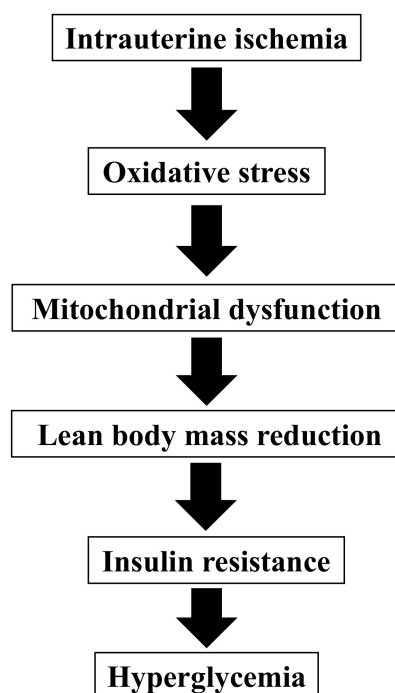 Intrauterine ischemia
Oxidative stress
Mitochondrial dysfunction
Lean body mass reduction
Insulin resistance
Hyperglycemia